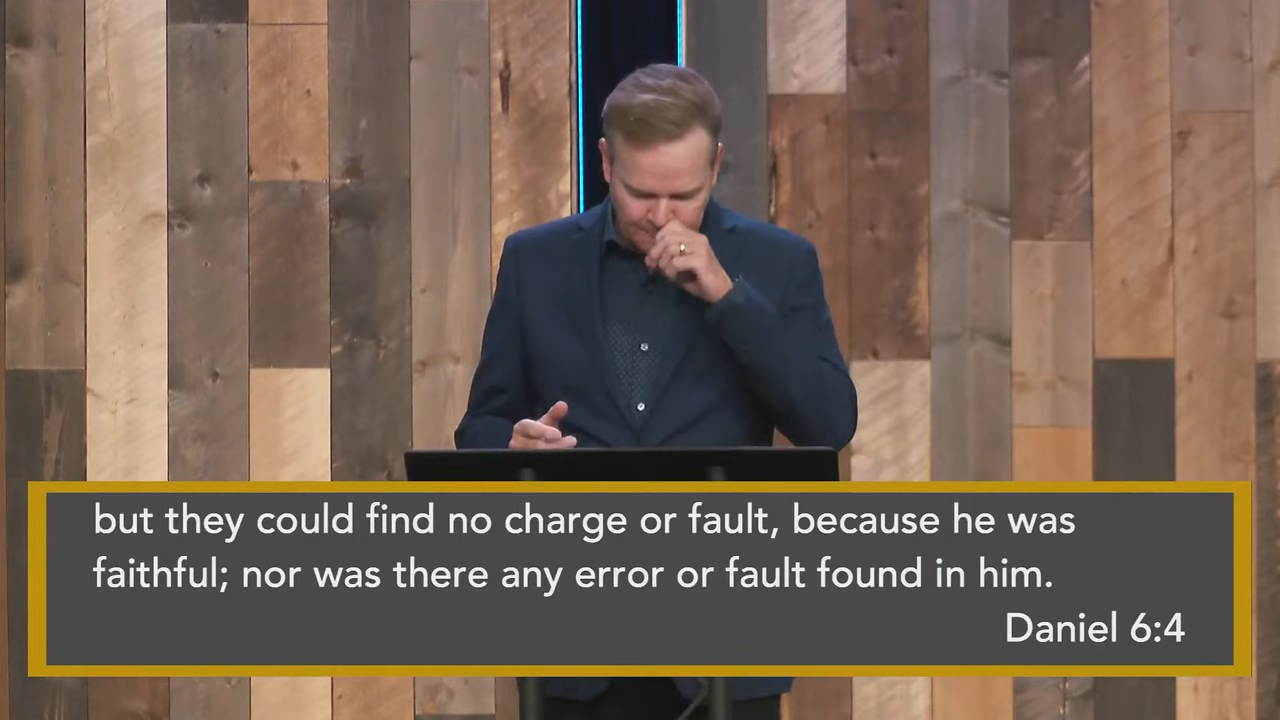 but they could find no charge or fault, because he was
faithful; nor was there any error or fault found in him.
Daniel 6:4